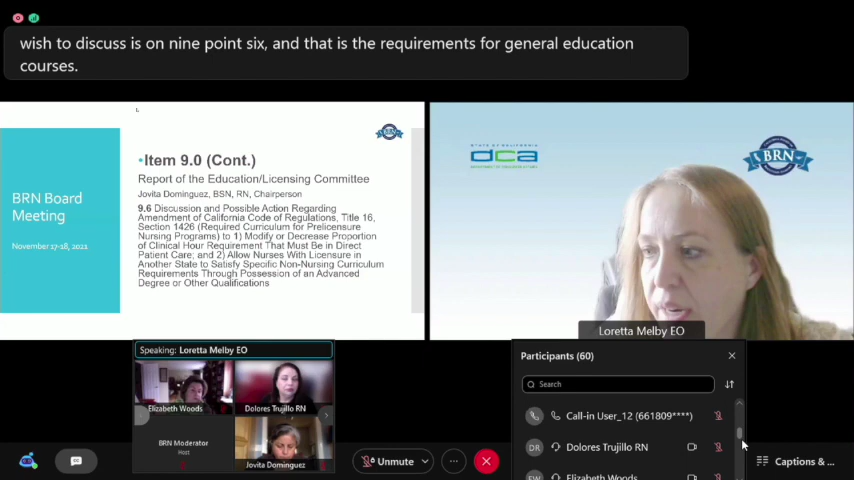 wish to discuss is on nine point six, and that is the requirements for general education
courses.
BRN Board
Meeting
November 17-18, 2021
•Item 9.0 (Cont.)
Report of the Education/Licensing Committee
Jovita Dominguez, BSN, RN, Chairperson
9.6 Discussion and Possible Action Regarding
Amendment of California Code of Regulations, Title 16,
Section 1426 (Required Curriculum for Prelicensure
Nursing Programs) to 1) Modify or Decrease Proportion
of Clinical Hour Requirement That Must Be in Direct
Patient Care; and 2) Allow Nurses With Licensure in
Another State to Satisfy Specific Non-Nursing Curriculum
Requirements Through Possession of an Advanced
Degree or Other Qualifications
BRN
STATE OF CALIFORNIA
dca
DEPARTMENT OF CONSUMER AFFAIRS
BRN
Loretta Melby EO
Speaking: Loretta Melby EO
Elizabeth Woods
Dolores Trujillo RN
BRN Moderator
Host
Jovita Dominguez
Unmute
Participants (60)
Search
Call-in User_12 (661809****)
DR
Dolores Trujillo RN
EW
Elizabeth Woods
Captions & ...